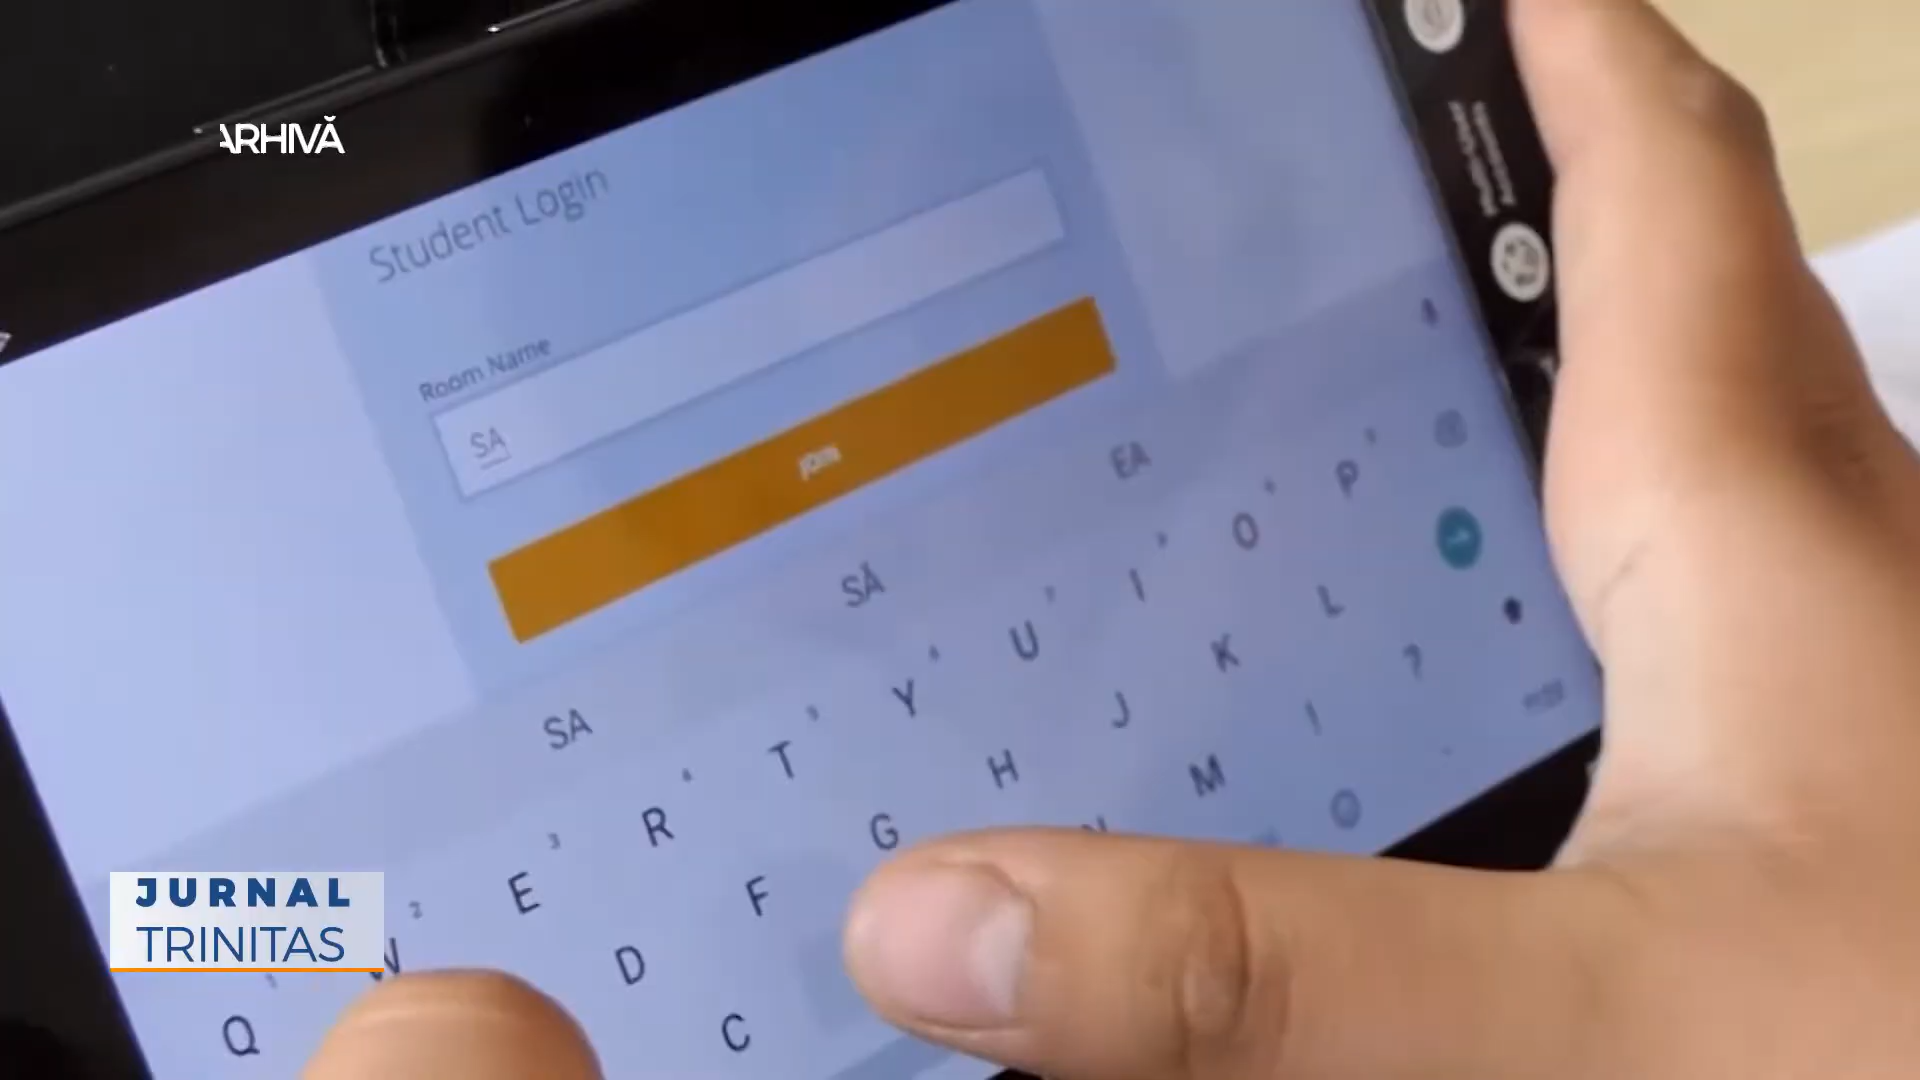 ARHIVĂ
Student Login
Room Name
SA
JOIN
SA
SĂ
EA
Q W E R T Y U I O P
D F G H J K L
C N M ! ?
JURNAL
TRINITAS